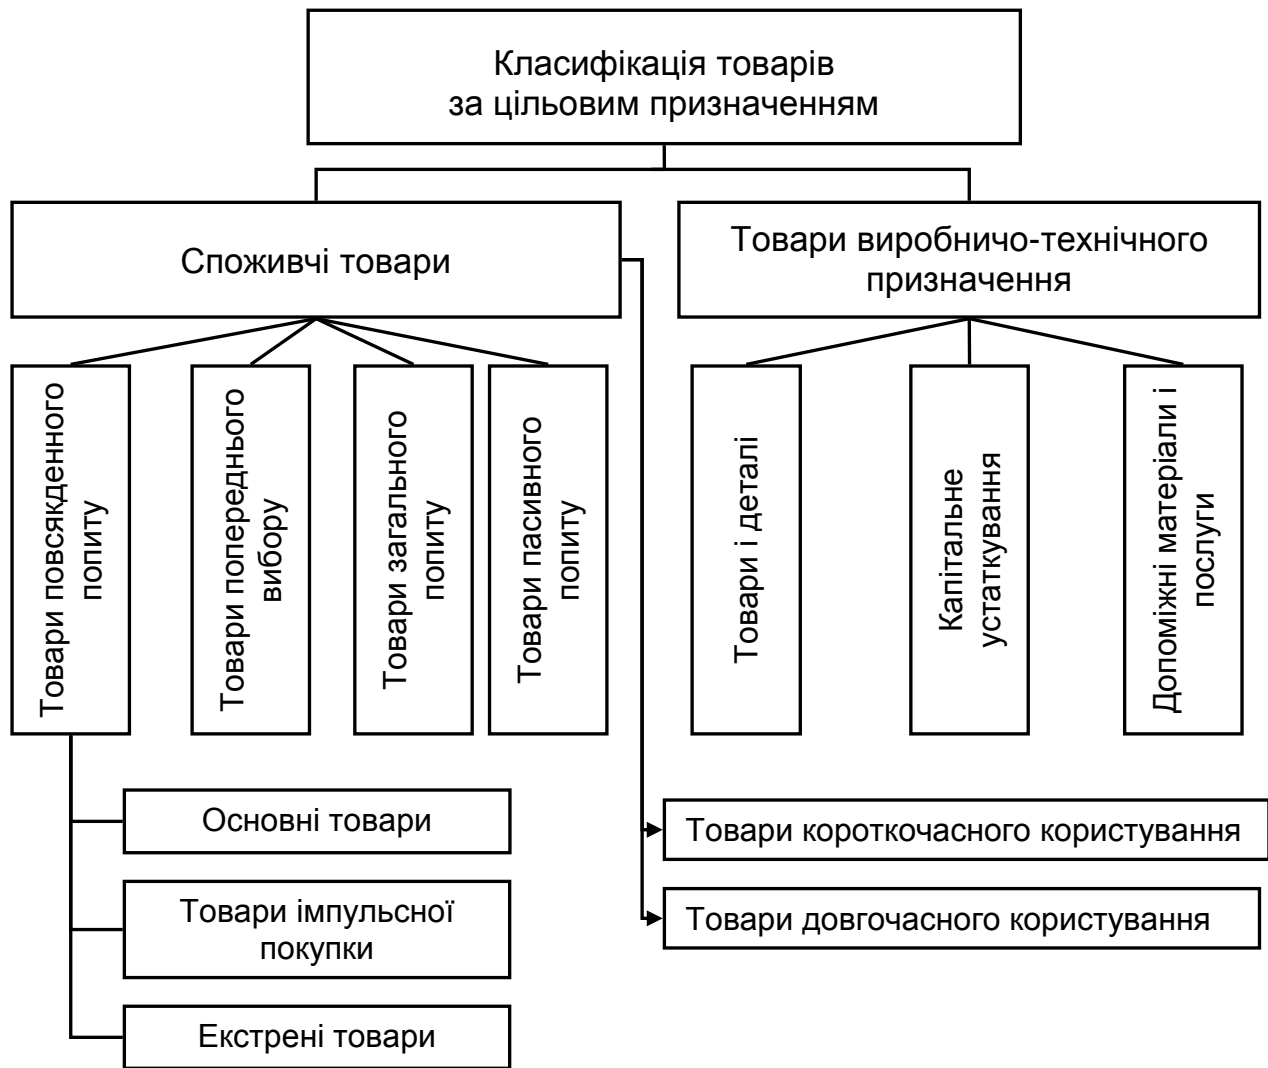 Класифікація товарів
за цільовим призначенням
Споживчі товари
Товари виробничо-технічного
призначення
Товари повсякденного
попиту
Товари попереднього
вибору
Товари загального
попиту
Товари пасивного
попиту
Товари і деталі
Капітальне
устаткування
Допоміжні матеріали і
послуги
Основні товари
Товари імпульсної
покупки
Екстрені товари
Товари короткочасного користування
Товари довгочасного користування